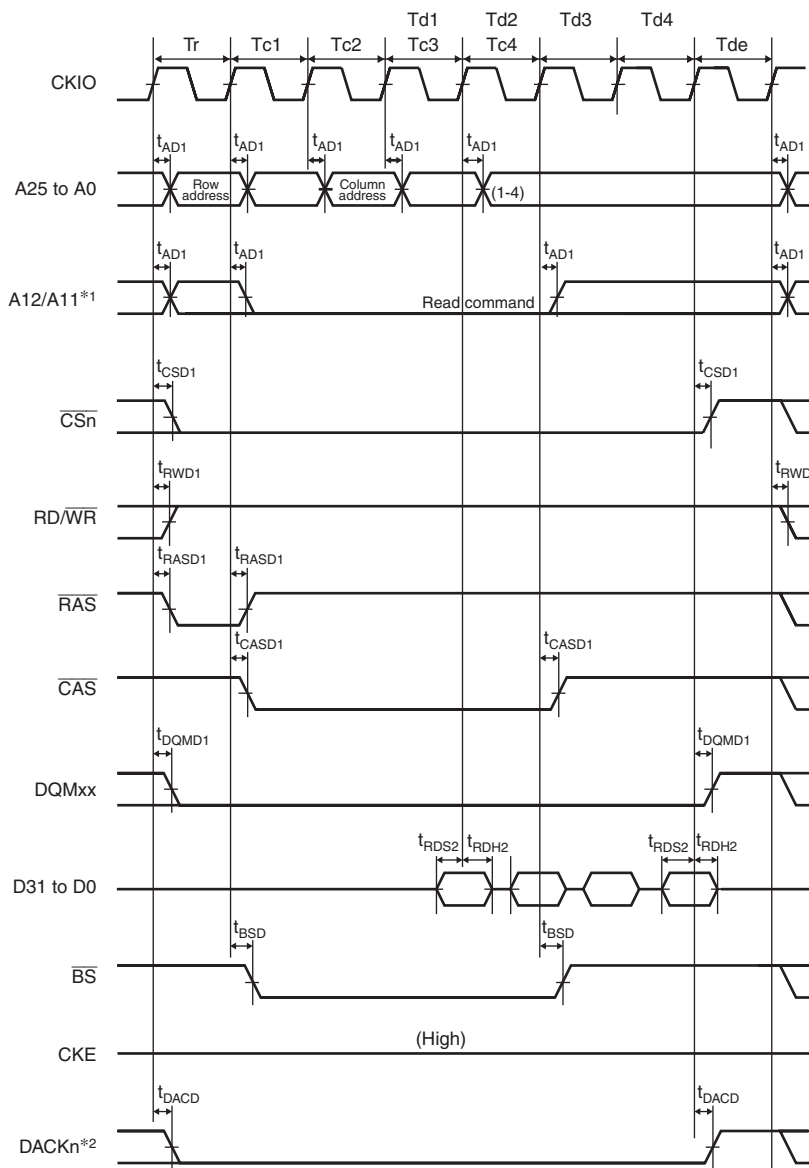 Td1 Td2 Td3 Td4
Tr Tc1 Tc2 Tc3 Tc4 Tde
CKIO
tAD1 tAD1 tAD1 tAD1 tAD1 tAD1
A25 to A0 Row address Column address (1-4)
tAD1 tAD1 tAD1 tAD1
A12/A11*1 Read command
tCSD1 tCSD1
CSn
tRWD1 tRWD
RD/WR
tRASD1 tRASD1
RAS
tCASD1 tCASD1
CAS
tDQMD1 tDQMD1
DQMxx
tRDS2 tRDH2 tRDS2 tRDH2
D31 to D0
tBSD tBSD
BS
(High)
CKE
tDACD tDACD
DACKn*2